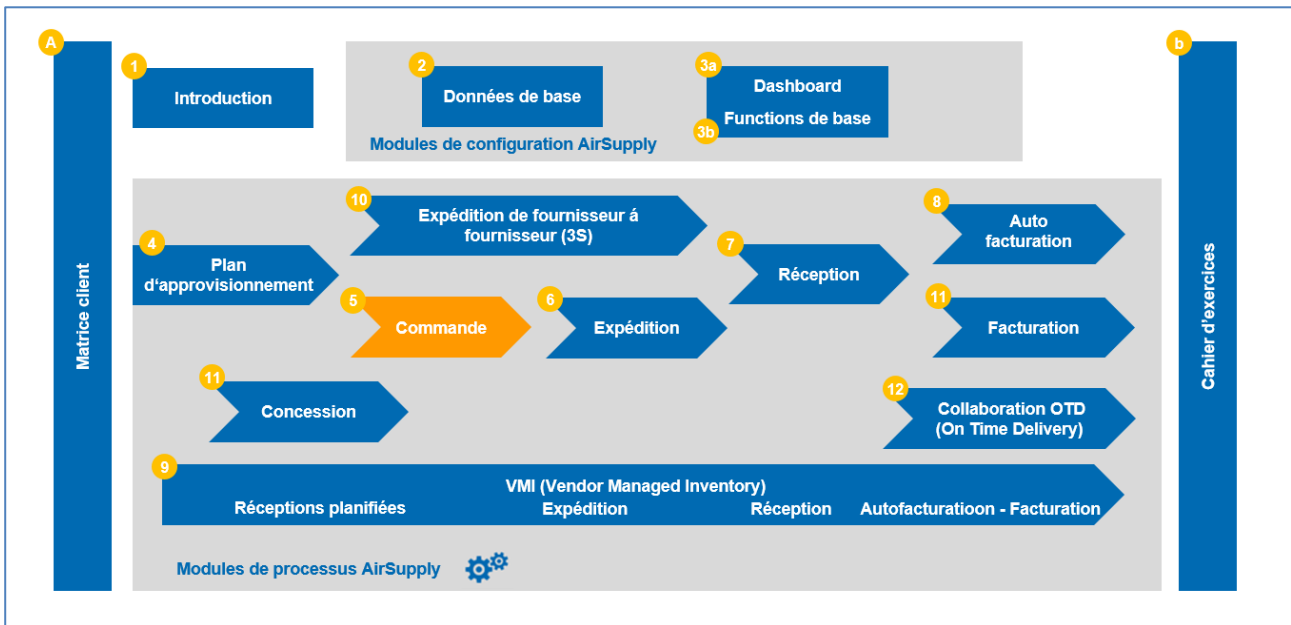 A
Matrice client
1
Introduction
2
Données de base
3a
Dashboard
3b
Functions de base
Modules de configuration AirSupply
b
Cahier d'exercices
4
Plan
d'approvisionnement
10
Expédition de fournisseur á
fournisseur (3S)
5
Commande
6
Expédition
7
Réception
8
Auto
facturation
11
Facturation
11
Concession
12
Collaboration OTD
(On Time Delivery)
9
VMI (Vendor Managed Inventory)
Réceptions planifiées Expédition Réception Autofacturatioon - Facturation
Modules de processus AirSupply